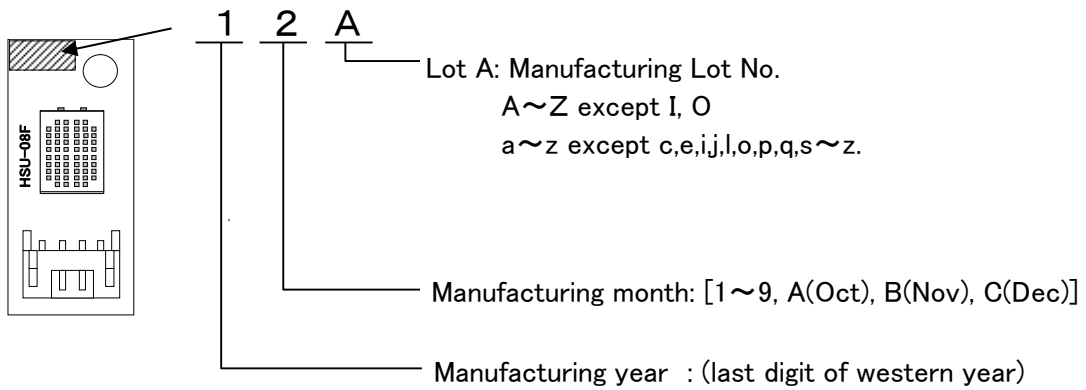 1 2 A
Lot A: Manufacturing Lot No.
A～Z except I, O
a～z except c,e,i,j,l,o,p,q,s～z.
HSU-08F
Manufacturing month: [1～9, A(Oct), B(Nov), C(Dec)]
Manufacturing year : (last digit of western year)